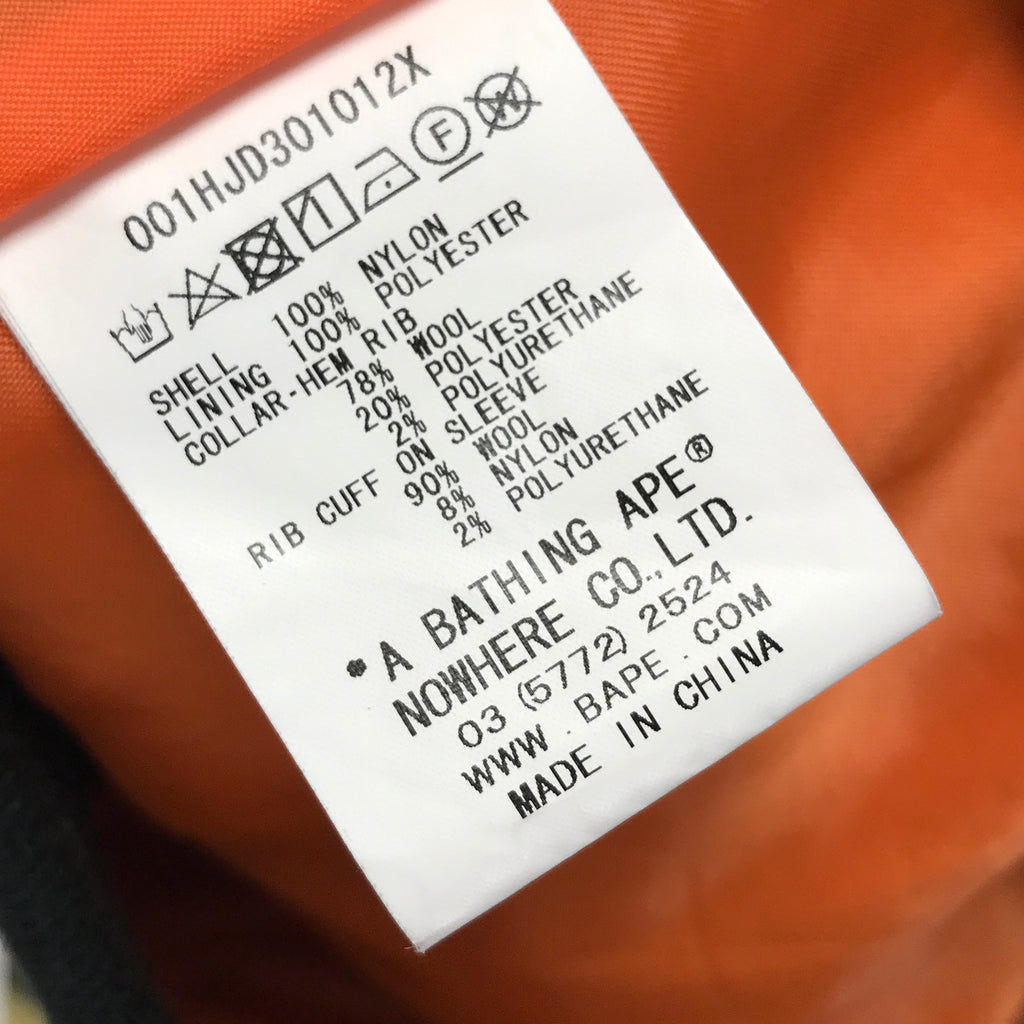 001HJD301012X
F W
SHELL 100% NYLON
LINING 100% POLYESTER
COLLAR-HEM RIB
78% WOOL
20% POLYESTER
2% POLYURETHANE
RIB CUFF ON SLEEVE
90% WOOL
8% NYLON
2% POLYURETHANE
*A BATHING APE®
NOWHERE CO.,LTD.
03 (5772) 2524
WWW.BAPE.COM
MADE IN CHINA